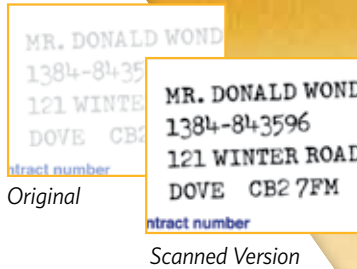 MR. DONALD WOND
1384-8435
121 WINTE
DOVE CB2
ntract number
Original
MR. DONALD WOND
1384-843596
121 WINTER ROAD
DOVE CB2 7FM
ntract number
Scanned Version